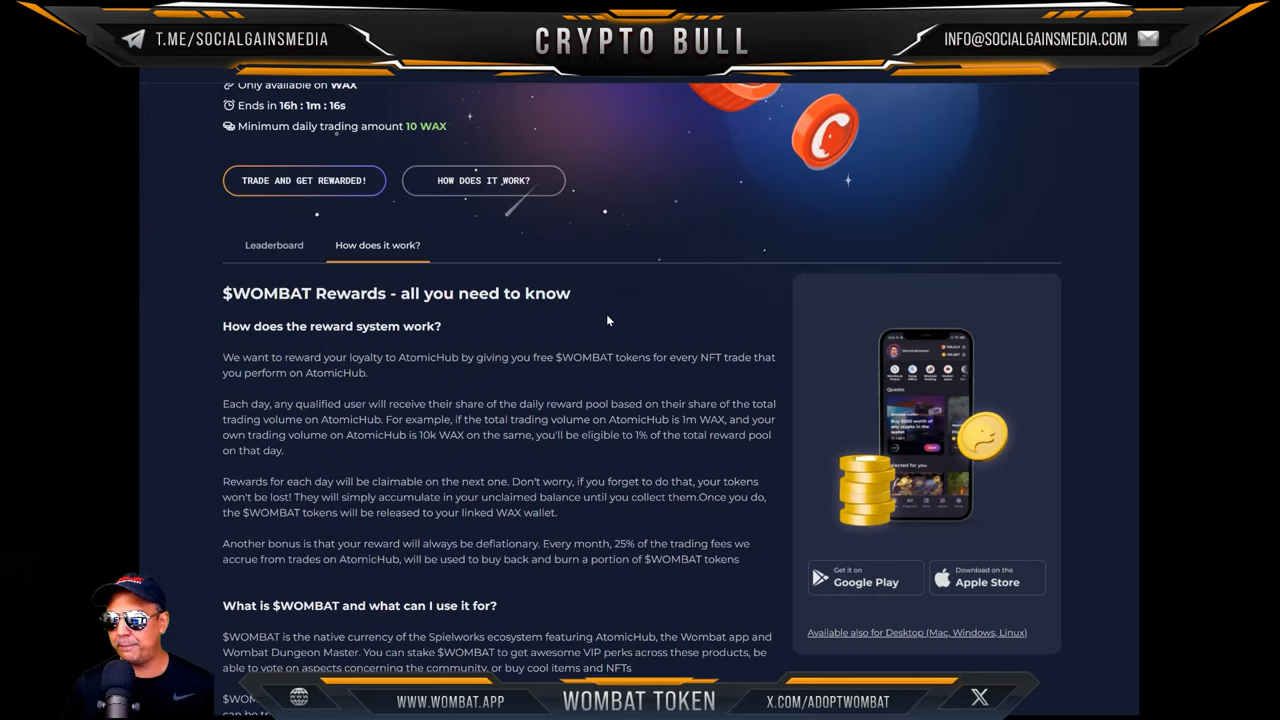 T.ME/SOCIALGAINSMEDIA
CRYPTO BULL
INFO@SOCIALGAINSMEDIA.COM
Only available on WAX
Ends in 16h : 1m : 16s
Minimum daily trading amount 10 WAX
TRADE AND GET REWARDED!
HOW DOES IT WORK?
Leaderboard
How does it work?
$WOMBAT Rewards - all you need to know
How does the reward system work?
We want to reward your loyalty to AtomicHub by giving you free $WOMBAT tokens for every NFT trade that
you perform on AtomicHub.
Each day, any qualified user will receive their share of the daily reward pool based on their share of the total
trading volume on AtomicHub. For example, if the total trading volume on AtomicHub is 1m WAX, and your
own trading volume on AtomicHub is 10k WAX on the same, you'll be eligible to 1% of the total reward pool
on that day.
Rewards for each day will be claimable on the next one. Don't worry, if you forget to do that, your tokens
won't be lost! They will simply accumulate in your unclaimed balance until you collect them.Once you do,
the $WOMBAT tokens will be released to your linked WAX wallet.
Another bonus is that your reward will always be deflationary. Every month, 25% of the trading fees we
accrue from trades on AtomicHub, will be used to buy back and burn a portion of $WOMBAT tokens
What is $WOMBAT and what can I use it for?
$WOMBAT is the native currency of the Spielworks ecosystem featuring AtomicHub, the Wombat app and
Wombat Dungeon Master. You can stake $WOMBAT to get awesome VIP perks across these products, be
able to vote on aspects concerning the community, or buy cool items and NFTs
Quests
Get it on
Google Play
Download on the
Apple Store
Available also for Desktop (Mac, Windows, Linux)
WWW.WOMBAT.APP
WOMBAT TOKEN
X.COM/ADOPTWOMBAT